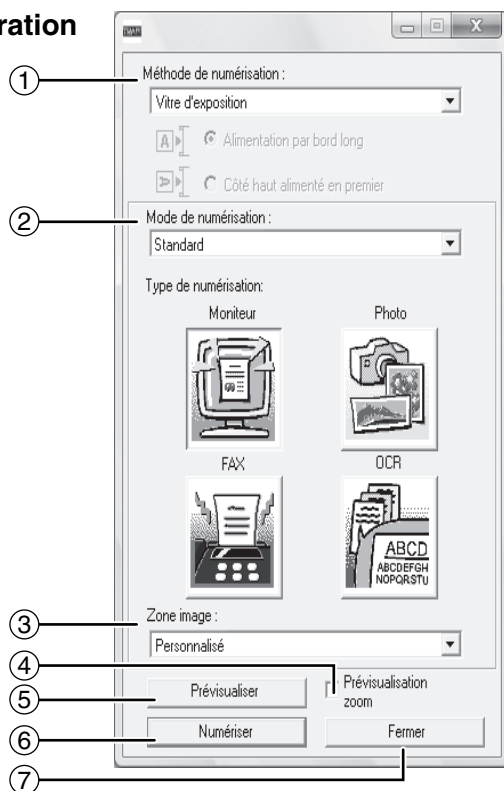 ration
X
① Méthode de numérisation :
Vitre d'exposition
A
Alimentation par bord long
A
Côté haut alimenté en premier
② Mode de numérisation :
Standard
Type de numérisation:
Moniteur Photo
FAX OCR
ABCD
ABCDEFGH
NOPQRSTU
③ Zone image :
Personnalisé
④ Prévisualisation
zoom
⑤ Prévisualiser
⑥ Numériser Fermer
⑦